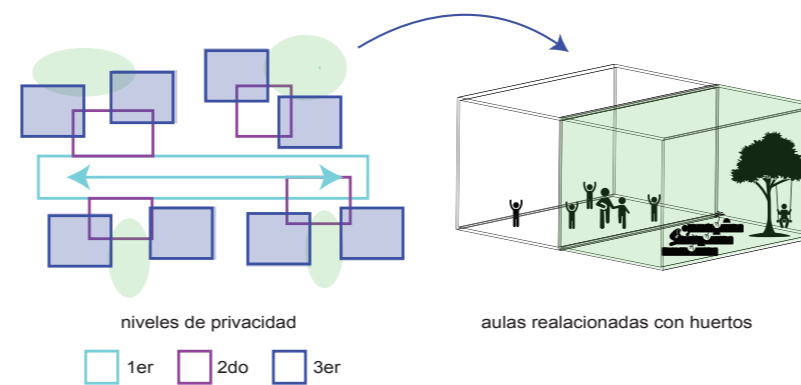 niveles de privacidad
aulas realacionadas con huertos
1er 2do 3er